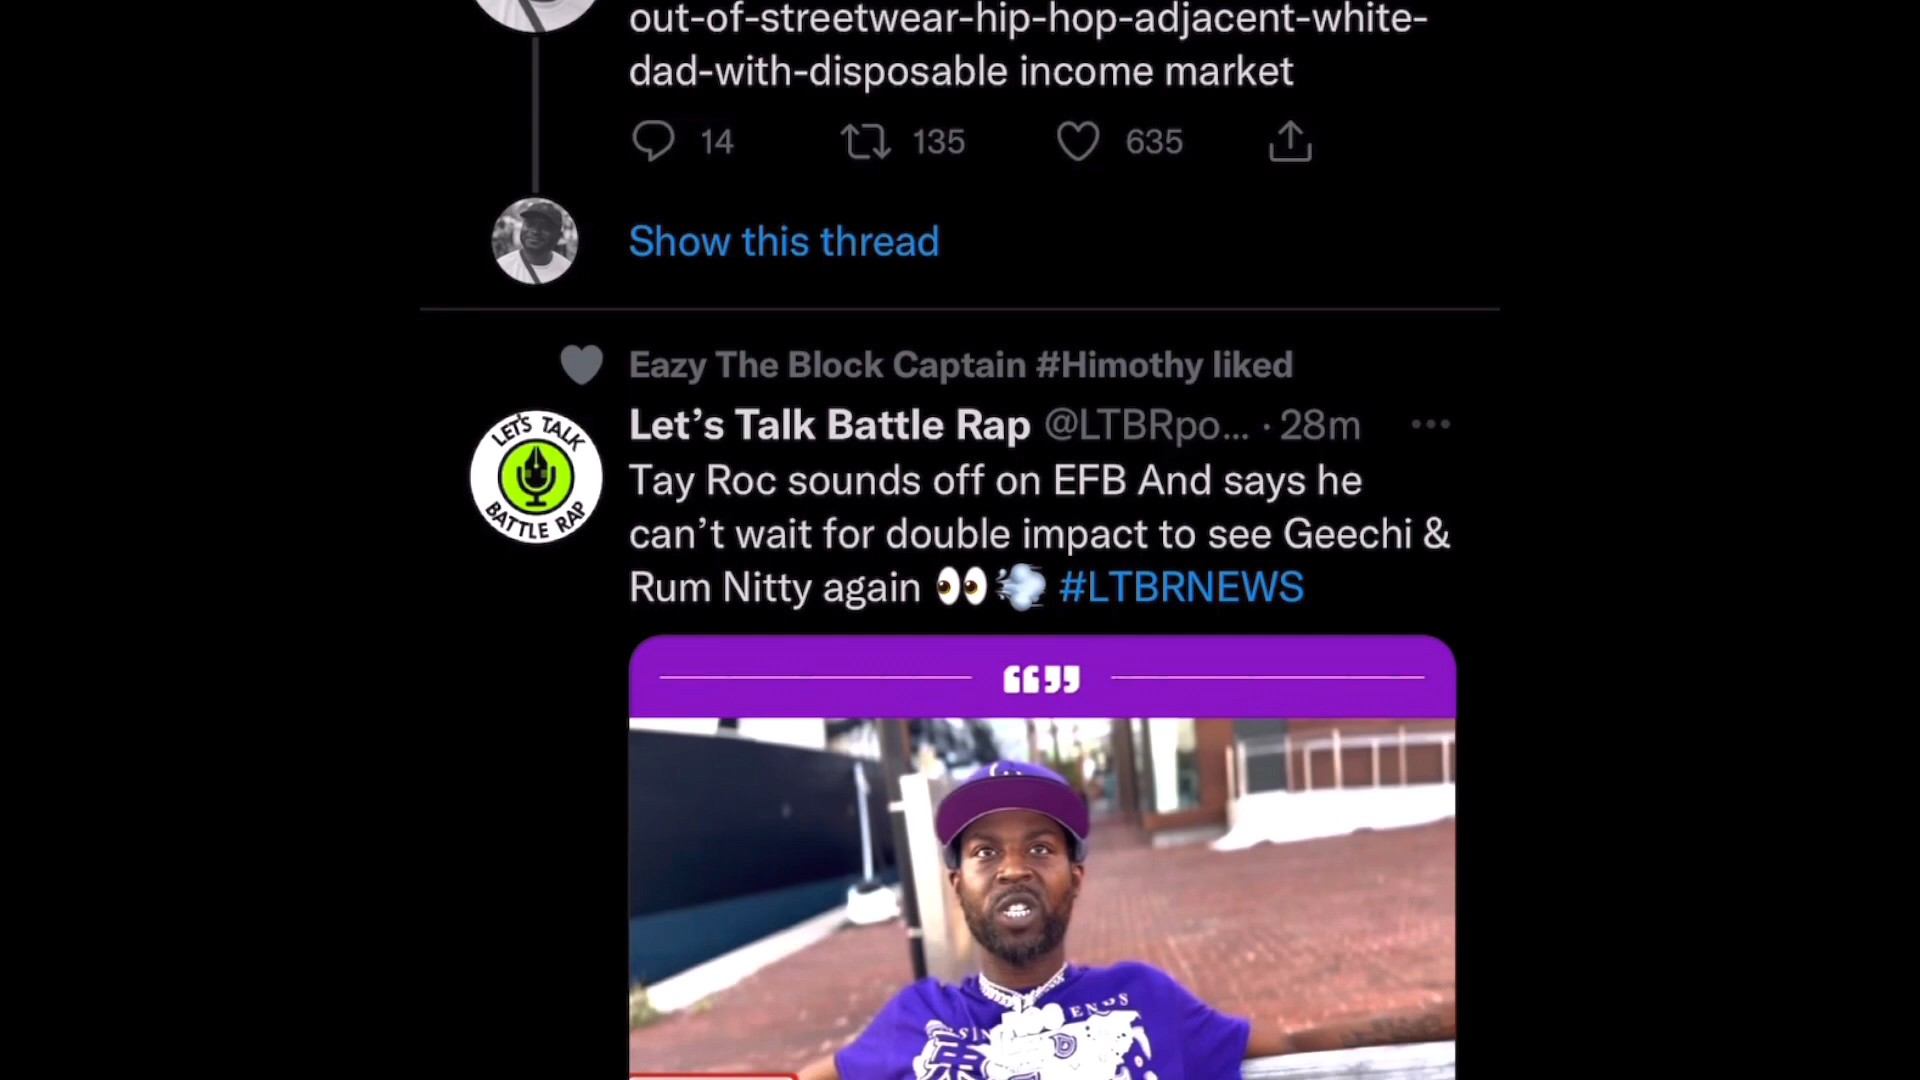 out-of-streetwear-hip-hop-adjacent-white-
dad-with-disposable income market
14 135 635
Show this thread
Eazy The Block Captain #Himothy liked
Let’s Talk Battle Rap @LTBRpo... · 28m
LET'S TALK
BATTLE RAP
Tay Roc sounds off on EFB And says he
can’t wait for double impact to see Geechi &
Rum Nitty again 👀💨 #LTBRNEWS
❝❞